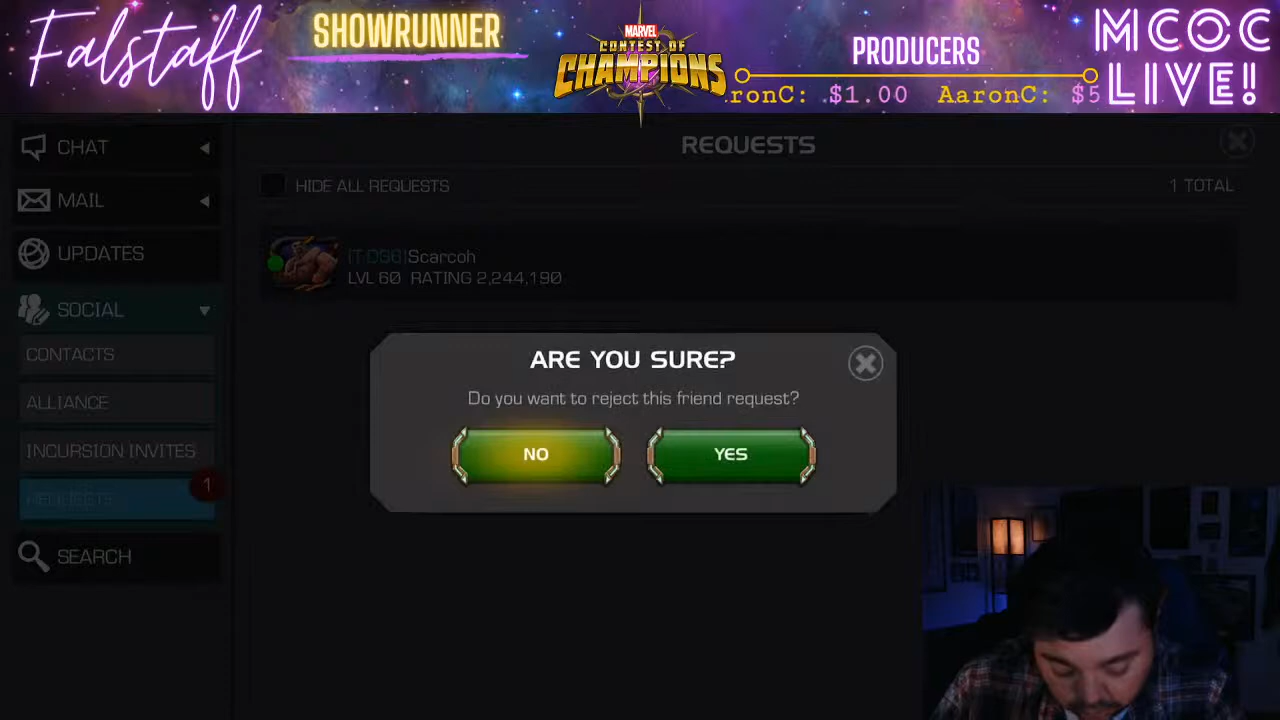 Falstaff
SHOWRUNNER
MARVEL
CONTEST OF
CHAMPIONS
PRODUCERS
ronC: $1.00 AaronC: $5
MCOC
LIVE!
CHAT
MAIL
UPDATES
SOCIAL
CONTACTS
ALLIANCE
INCURSION INVITES
REQUESTS
1
SEARCH
REQUESTS
HIDE ALL REQUESTS
1 TOTAL
Scarcoh
LVL 60 RATING 2,244,190
ARE YOU SURE?
Do you want to reject this friend request?
NO
YES